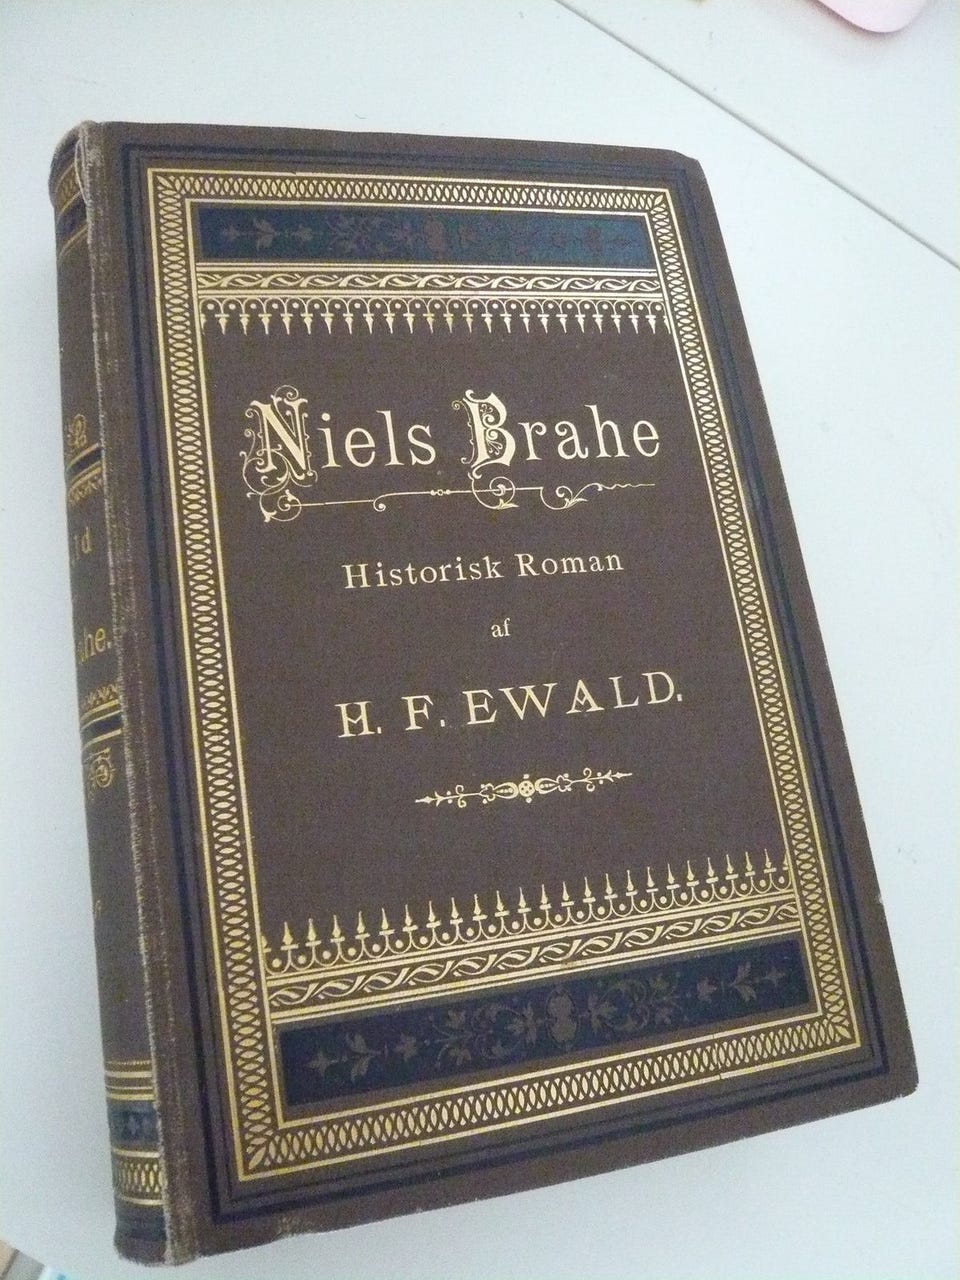 Niels Brahe
Historisk Roman
af
H. F. EWALD.